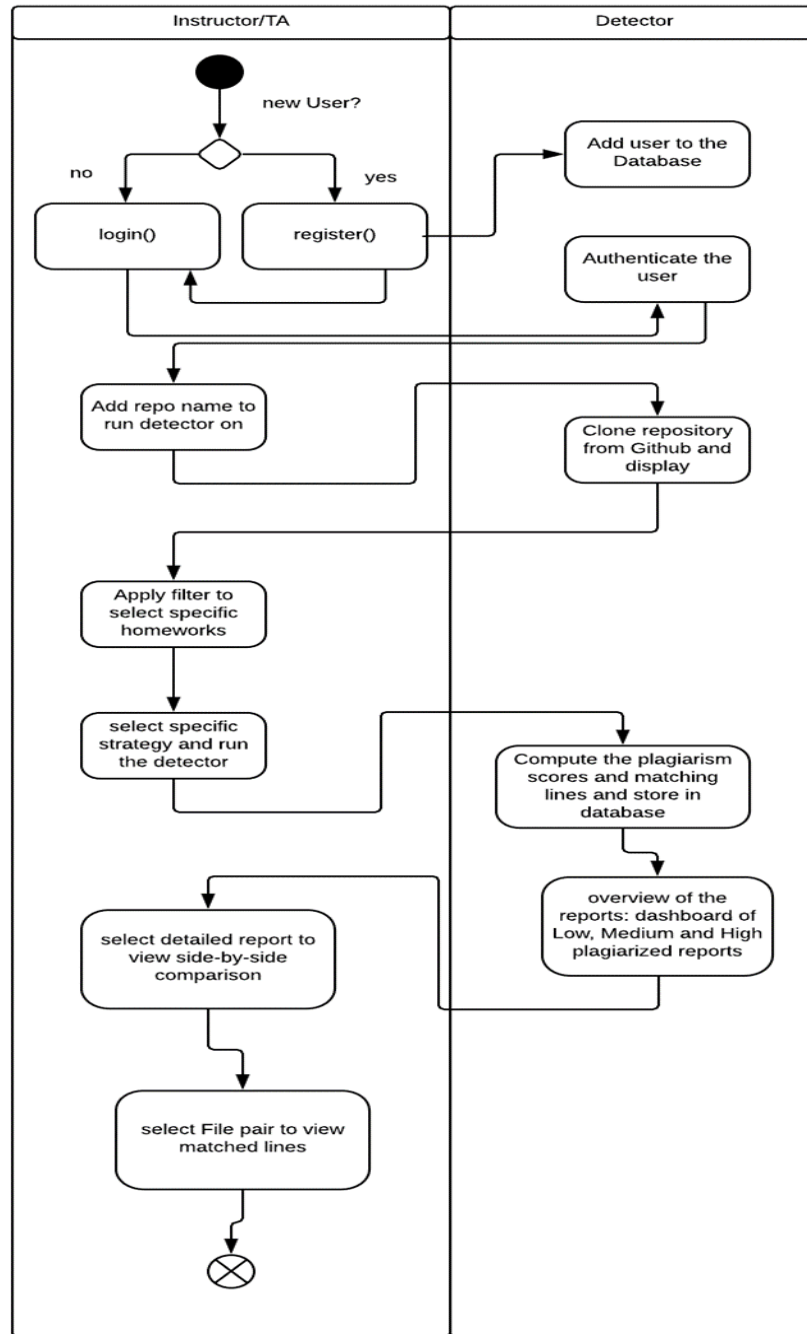 Instructor/TA
Detector
new User?
no
yes
Add user to the
Database
login()
register()
Authenticate the
user
Add repo name to
run detector on
Clone repository
from Github and
display
Apply filter to
select specific
homeworks
select specific
strategy and run
the detector
Compute the plagiarism
scores and matching
lines and store in
database
overview of the
reports: dashboard of
Low, Medium and High
plagiarized reports
select detailed report to
view side-by-side
comparison
select File pair to view
matched lines